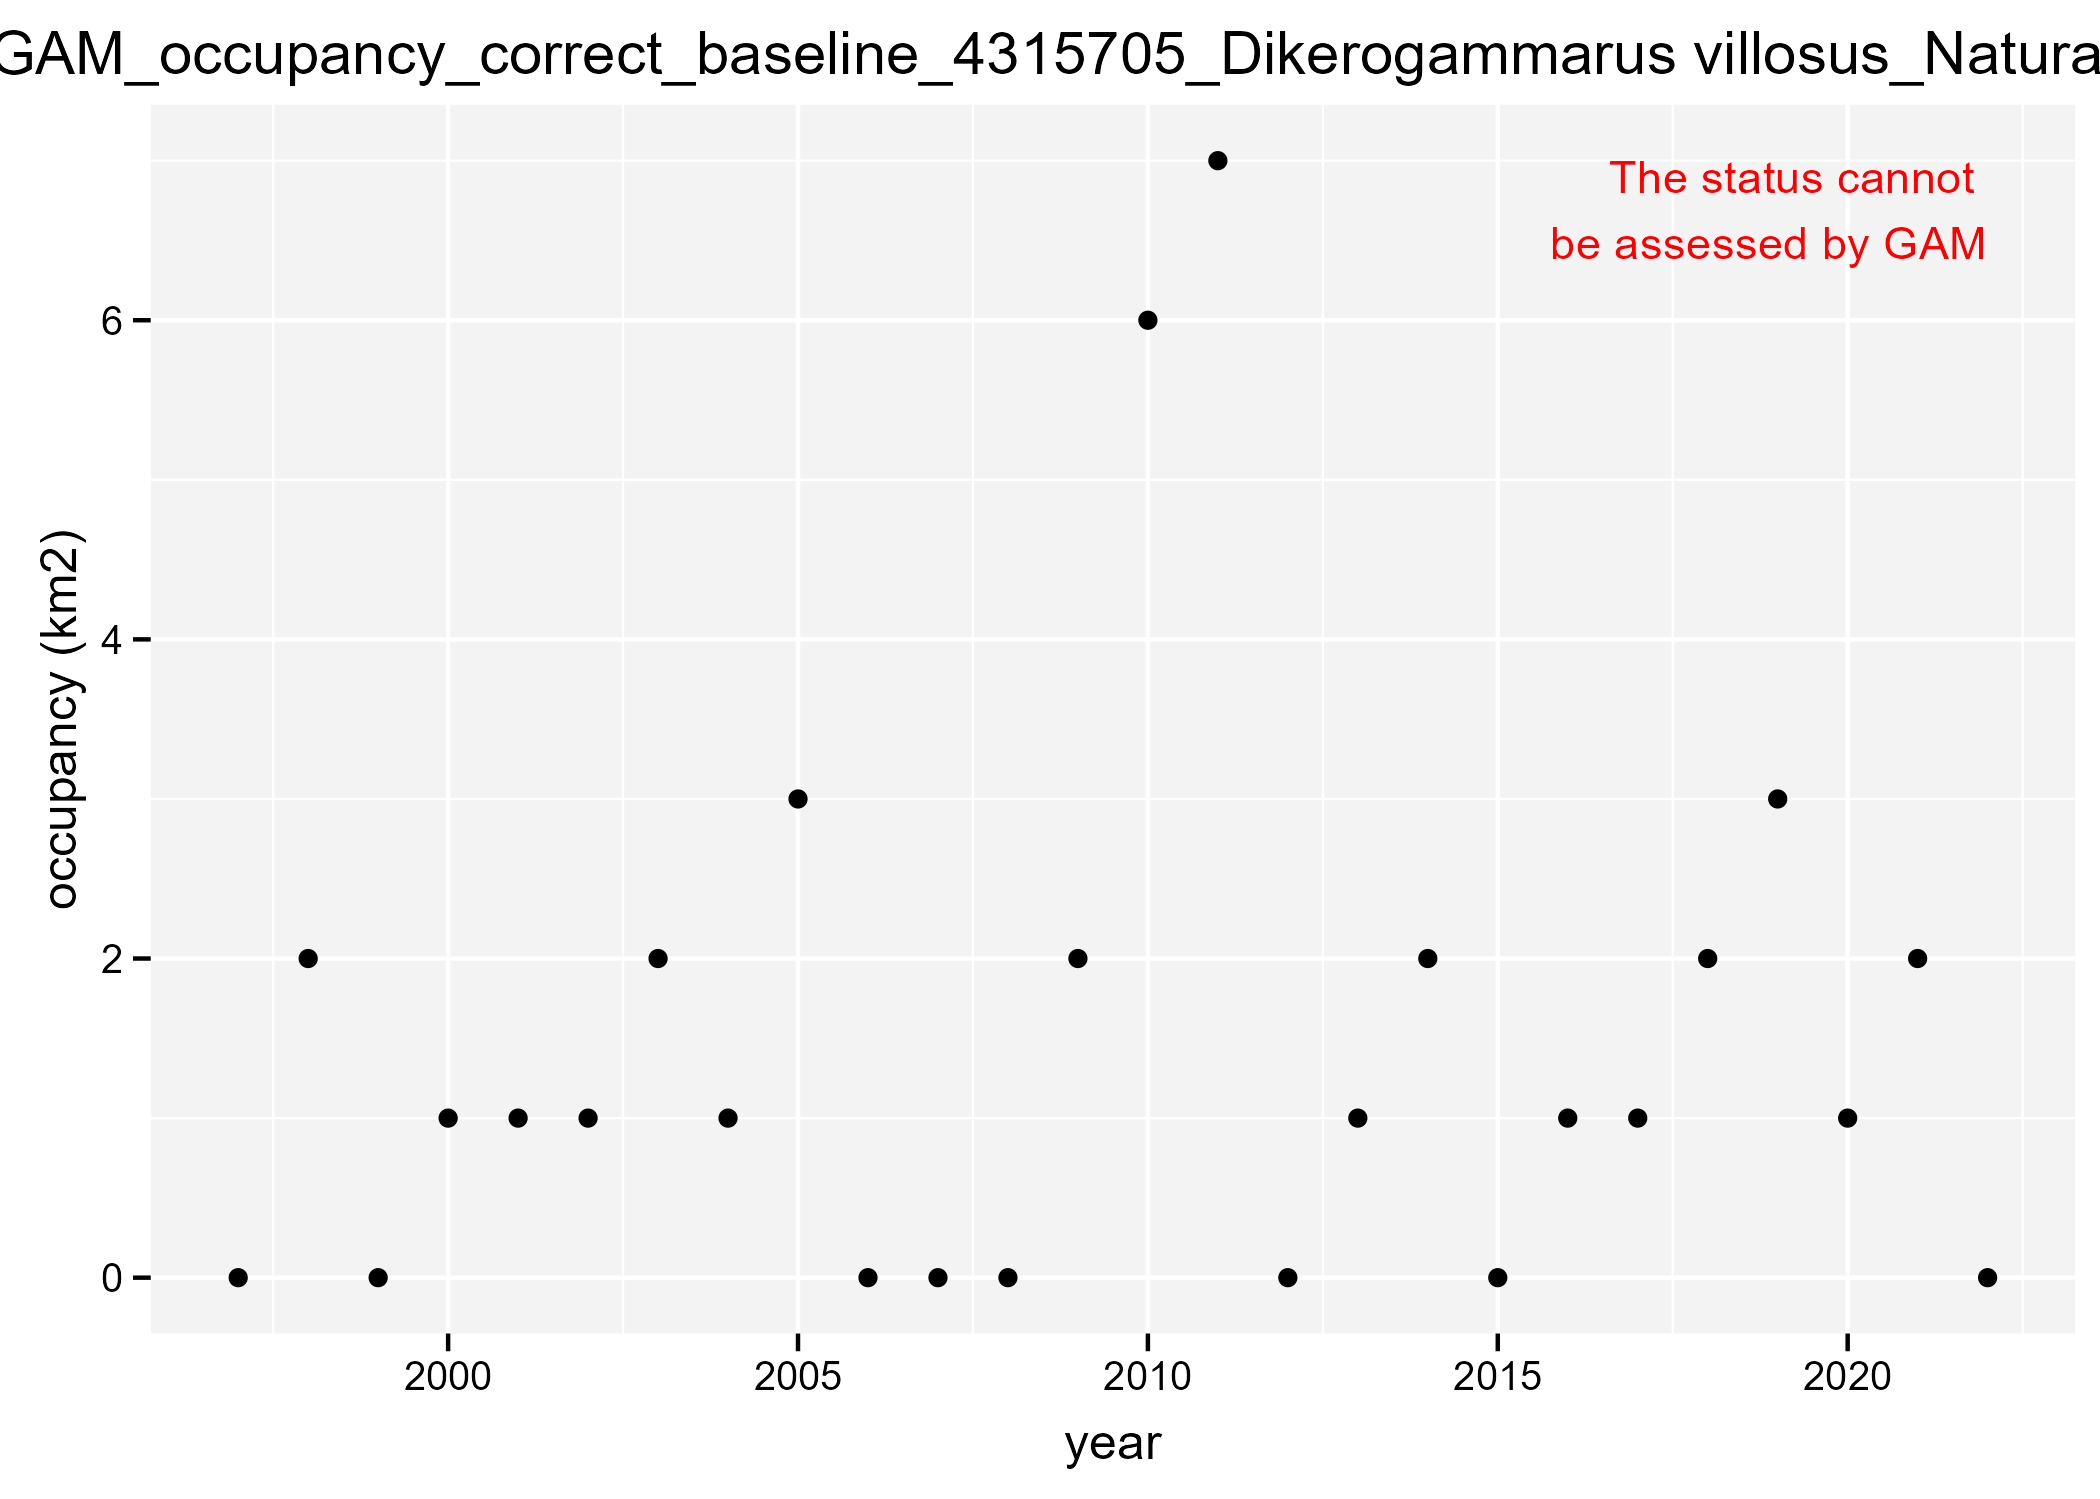 GAM_occupancy_correct_baseline_4315705_Dikerogammarus villosus_Natura
The status cannot
be assessed by GAM
occupancy (km2)
6
4
2
0
2000 2005 2010 2015 2020
year